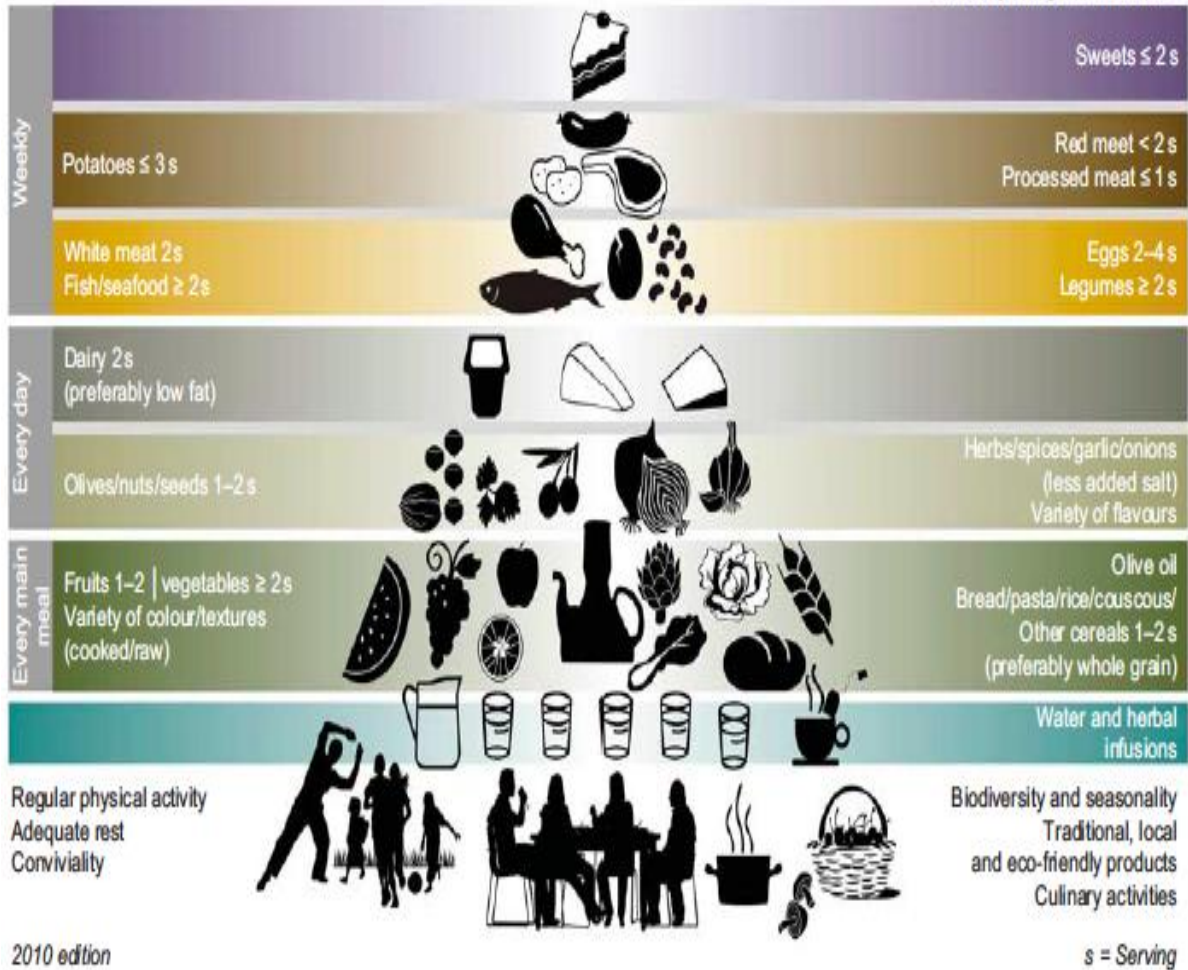 Weekly
Sweets ≤ 2 s
Potatoes ≤ 3 s
Red meet < 2 s
Processed meat ≤ 1 s
White meat 2s
Fish/seafood ≥ 2s
Eggs 2–4 s
Legumes ≥ 2s
Every day
Dairy 2s
(preferably low fat)
Olives/nuts/seeds 1–2 s
Herbs/spices/garlic/onions
(less added salt)
Variety of flavours
Every main
meal
Fruits 1–2 | vegetables ≥ 2s
Variety of colour/textures
(cooked/raw)
Olive oil
Bread/pasta/rice/couscous/
Other cereals 1–2 s
(preferably whole grain)
Water and herbal
infusions
Regular physical activity
Adequate rest
Conviviality
Biodiversity and seasonality
Traditional, local
and eco-friendly products
Culinary activities
2010 edition
s = Serving